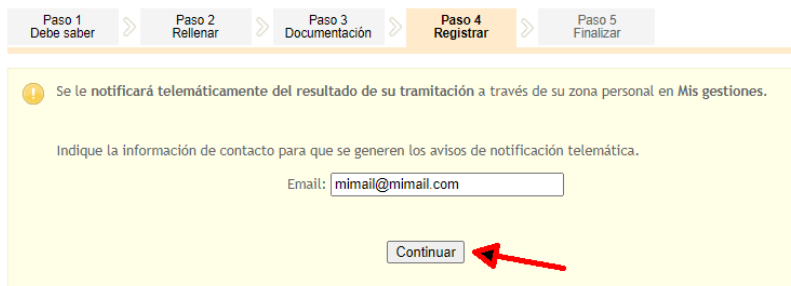 Paso 1
Debe saber
Paso 2
Rellenar
Paso 3
Documentación
Paso 4
Registrar
Paso 5
Finalizar
Se le notificará telemáticamente del resultado de su tramitación a través de su zona personal en Mis gestiones.
Indique la información de contacto para que se generen los avisos de notificación telemática.
Email: mimail@mimail.com
Continuar